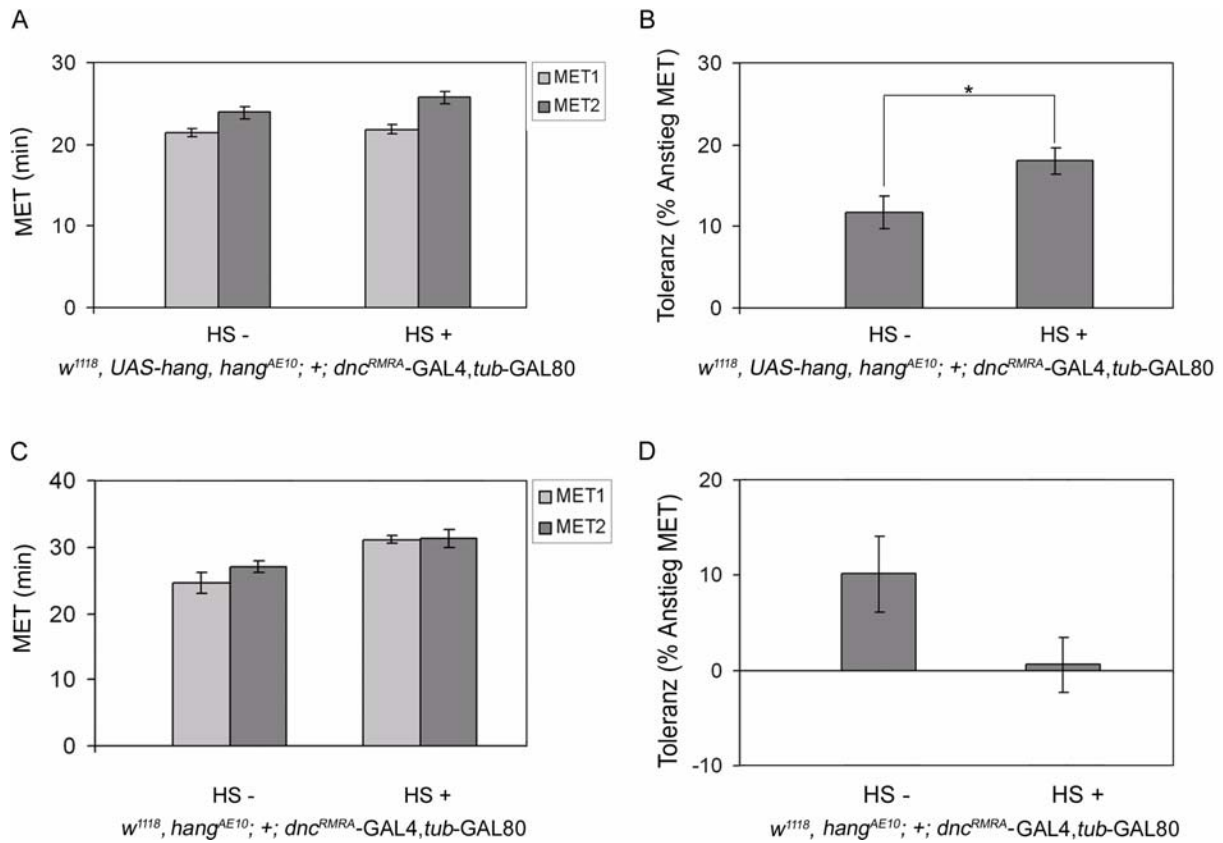 A
MET (min)
30
20
10
0
MET1
MET2
HS -
HS +
w1118, UAS-hang, hangAE10; +; dncRMRA-GAL4,tub-GAL80
B
Toleranz (% Anstieg MET)
30
20
10
0
*
HS -
HS +
w1118, UAS-hang, hangAE10; +; dncRMRA-GAL4,tub-GAL80
C
MET (min)
40
30
20
10
0
MET1
MET2
HS -
HS +
w1118, hangAE10; +; dncRMRA-GAL4,tub-GAL80
D
Toleranz (% Anstieg MET)
20
10
0
-10
HS -
HS +
w1118, hangAE10; +; dncRMRA-GAL4,tub-GAL80